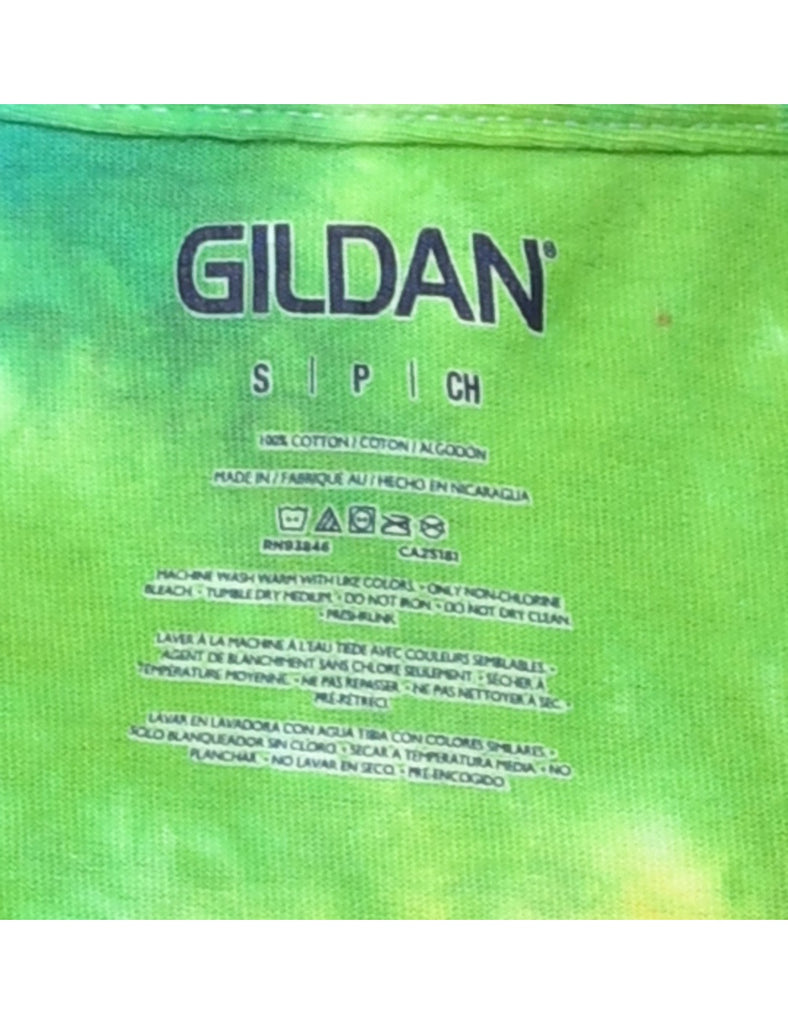 GILDAN®
S | P | CH
100% COTTON / COTON / ALGODÓN
MADE IN / FABRIQUÉ AU / HECHO EN NICARAGUA
RN93846 CA25181
MACHINE WASH WARM WITH LIKE COLORS. • ONLY NON-CHLORINE
BLEACH. • TUMBLE DRY MEDIUM. • DO NOT IRON. • DO NOT DRY CLEAN.
• PRESHRUNK.
LAVER À LA MACHINE À L'EAU TIÈDE AVEC COULEURS SEMBLABLES. •
AGENT DE BLANCHIMENT SANS CHLORE SEULEMENT. • SÉCHER À
TEMPÉRATURE MOYENNE. • NE PAS REPASSER. • NE PAS NETTOYER À SEC. •
PRÉ-RÉTRÉCI.
LAVAR EN LAVADORA CON AGUA TIBIA CON COLORES SIMILARES. •
SOLO BLANQUEADOR SIN CLORO. • SECAR A TEMPERATURA MEDIA. • NO
PLANCHAR. • NO LAVAR EN SECO. • PRE-ENCOGIDO.